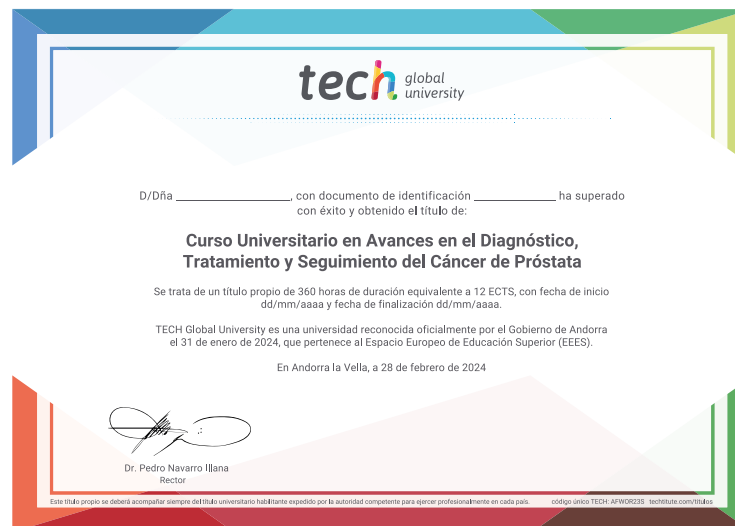 tech global university
D/Dña ____________________, con documento de identificación ______________ ha superado
con éxito y obtenido el título de:
Curso Universitario en Avances en el Diagnóstico,
Tratamiento y Seguimiento del Cáncer de Próstata
Se trata de un título propio de 360 horas de duración equivalente a 12 ECTS, con fecha de inicio
dd/mm/aaaa y fecha de finalización dd/mm/aaaa.
TECH Global University es una universidad reconocida oficialmente por el Gobierno de Andorra
el 31 de enero de 2024, que pertenece al Espacio Europeo de Educación Superior (EEES).
En Andorra la Vella, a 28 de febrero de 2024
Dr. Pedro Navarro Illana
Rector
Este título propio se deberá acompañar siempre del título universitario habilitante expedido por la autoridad competente para ejercer profesionalmente en cada país. código único TECH: AFWOR23S techtitute.com/titulos